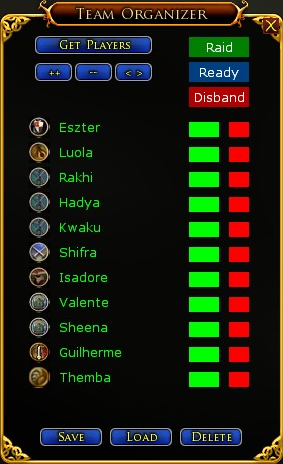 Team Organizer
X
Get Players
Raid
++ -- < >
Ready
Disband
Eszter
Luola
Rakhi
Hadya
Kwaku
Shifra
Isadore
Valente
Sheena
Guilherme
Themba
Save Load Delete